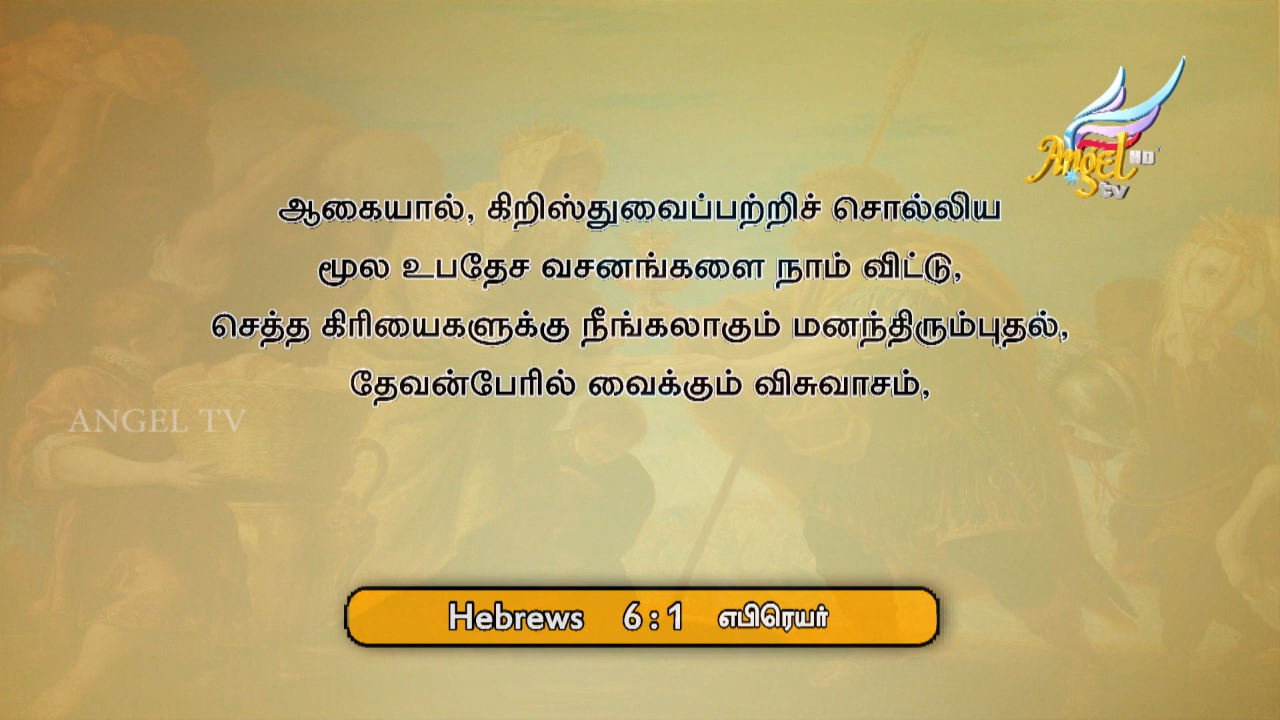 Angel HD
tv
ஆகையால், கிறிஸ்துவைப்பற்றிச் சொல்லிய
மூல உபதேச வசனங்களை நாம் விட்டு,
செத்த கிரியைகளுக்கு நீங்கலாகும் மனந்திரும்புதல்,
தேவன்பேரில் வைக்கும் விசுவாசம்,
ANGEL TV
Hebrews 6 : 1 எபிரெயர்